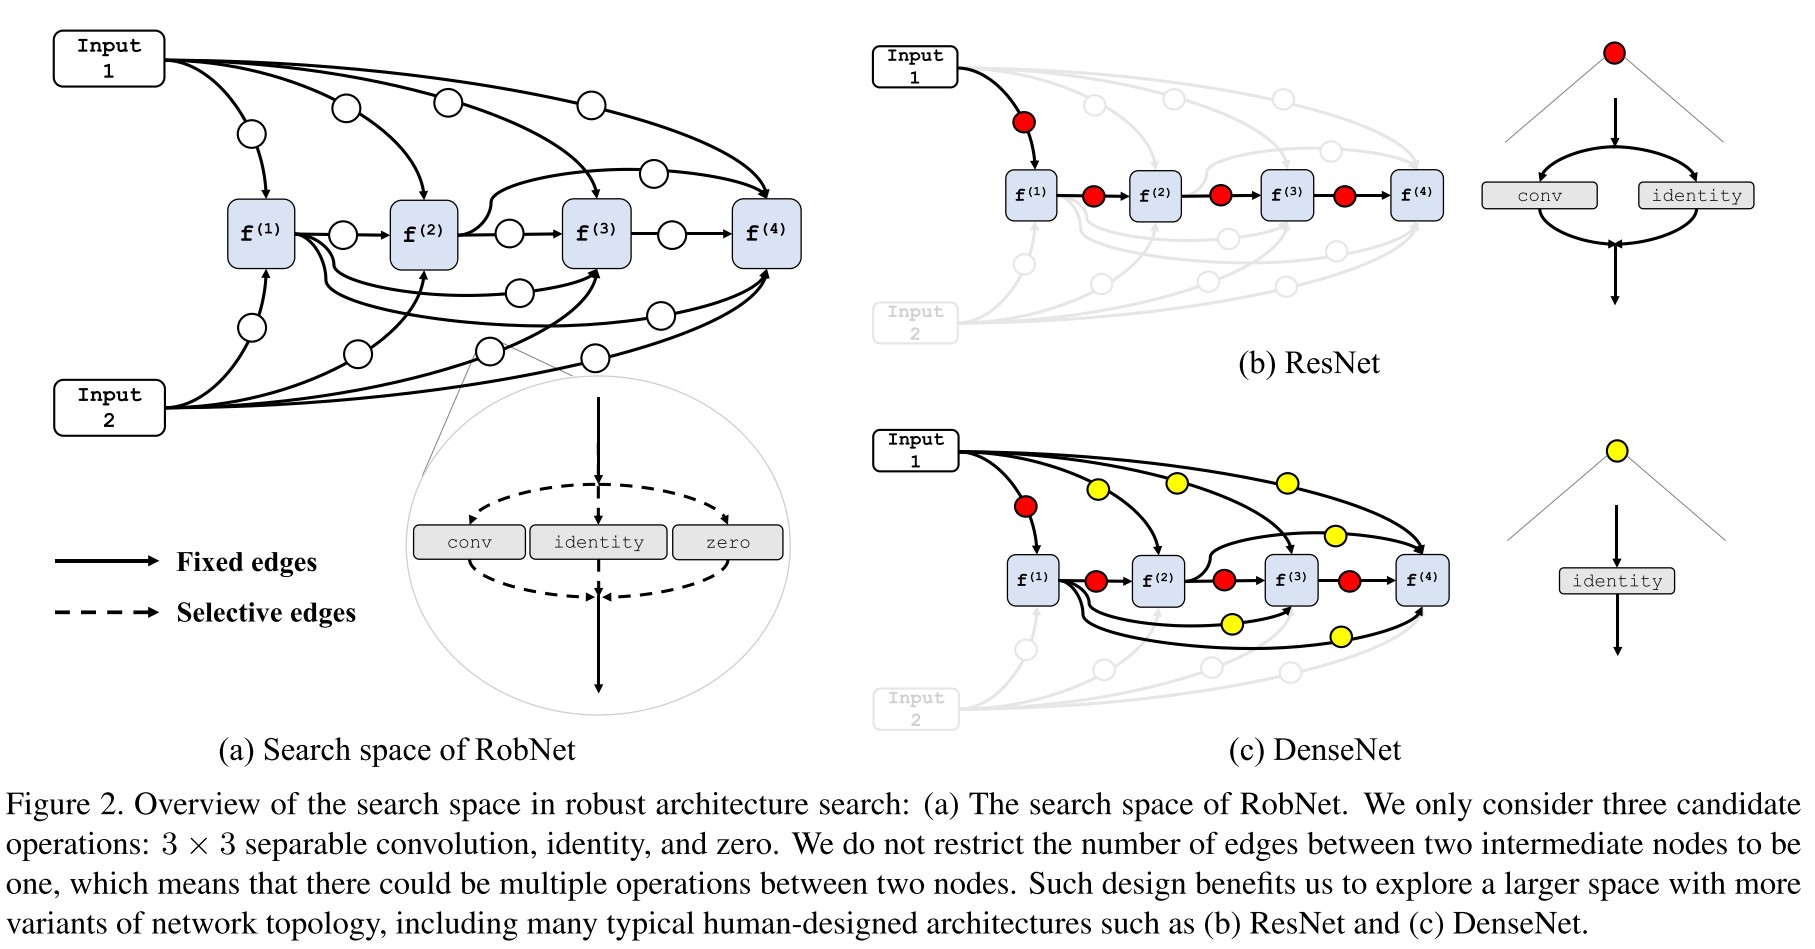 Input
1
f(1)
f(2)
f(3)
f(4)
Input
2
conv
identity
zero
Fixed edges
Selective edges
(a) Search space of RobNet
Input
1
f(1)
f(2)
f(3)
f(4)
Input
2
conv
identity
(b) ResNet
Input
1
f(1)
f(2)
f(3)
f(4)
Input
2
identity
(c) DenseNet
Figure 2. Overview of the search space in robust architecture search: (a) The search space of RobNet. We only consider three candidate
operations: 3 × 3 separable convolution, identity, and zero. We do not restrict the number of edges between two intermediate nodes to be
one, which means that there could be multiple operations between two nodes. Such design benefits us to explore a larger space with more
variants of network topology, including many typical human-designed architectures such as (b) ResNet and (c) DenseNet.